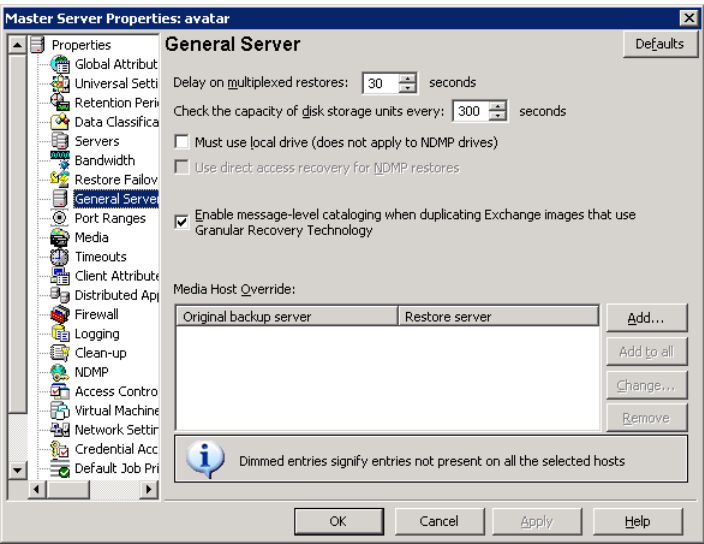 Master Server Properties: avatar
Properties
Global Attribut
Universal Setti
Retention Peri
Data Classifica
Servers
Bandwidth
Restore Failov
General Server
Port Ranges
Media
Timeouts
Client Attribute
Distributed App
Firewall
Logging
Clean-up
NDMP
Access Contro
Virtual Machine
Network Settin
Credential Acc
Default Job Pri
General Server
Defaults
Delay on multiplexed restores: 30 seconds
Check the capacity of disk storage units every: 300 seconds
Must use local drive (does not apply to NDMP drives)
Use direct access recovery for NDMP restores
Enable message-level cataloging when duplicating Exchange images that use
Granular Recovery Technology
Media Host Override:
Original backup server Restore server
Add...
Add to all
Change...
Remove
Dimmed entries signify entries not present on all the selected hosts
OK Cancel Apply Help